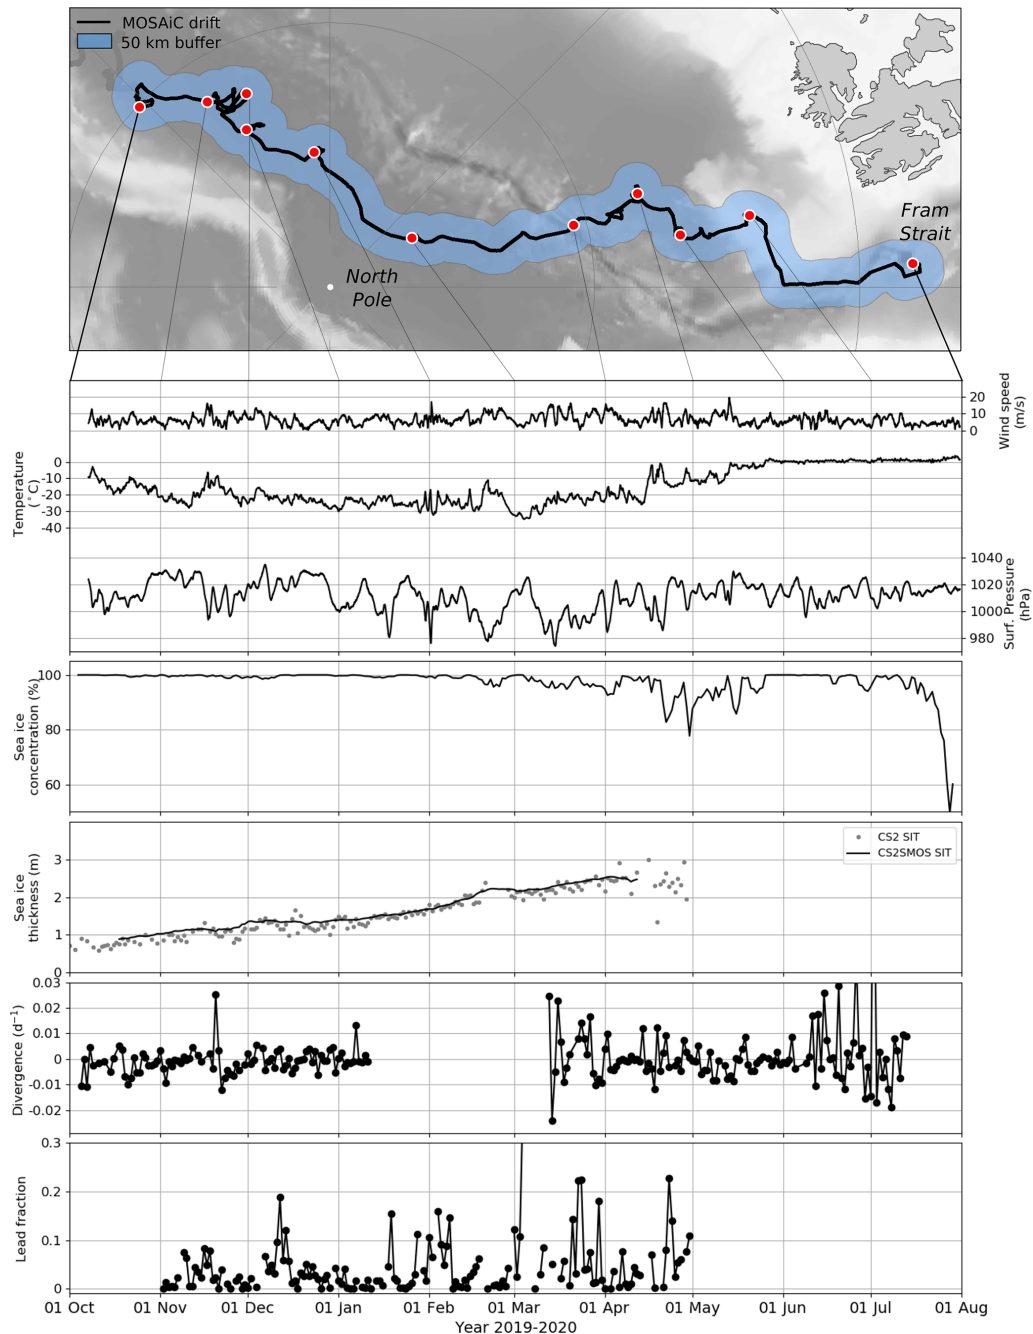 MOSAiC drift
50 km buffer
Fram
Strait
North
Pole
20
10
0
Wind speed
(m/s)
0
-10
-20
-30
-40
Temperature
(°C)
1040
1020
1000
980
Surf. Pressure
(hPa)
100
80
60
Sea ice
concentration (%)
CS2 SIT
CS2SMOS SIT
3
2
1
0
Sea ice
thickness (m)
0.03
0.02
0.01
0
-0.01
-0.02
Divergence (d⁻¹)
0.3
0.2
0.1
0
Lead fraction
01 Oct 01 Nov 01 Dec 01 Jan 01 Feb 01 Mar 01 Apr 01 May 01 Jun 01 Jul 01 Aug
Year 2019-2020